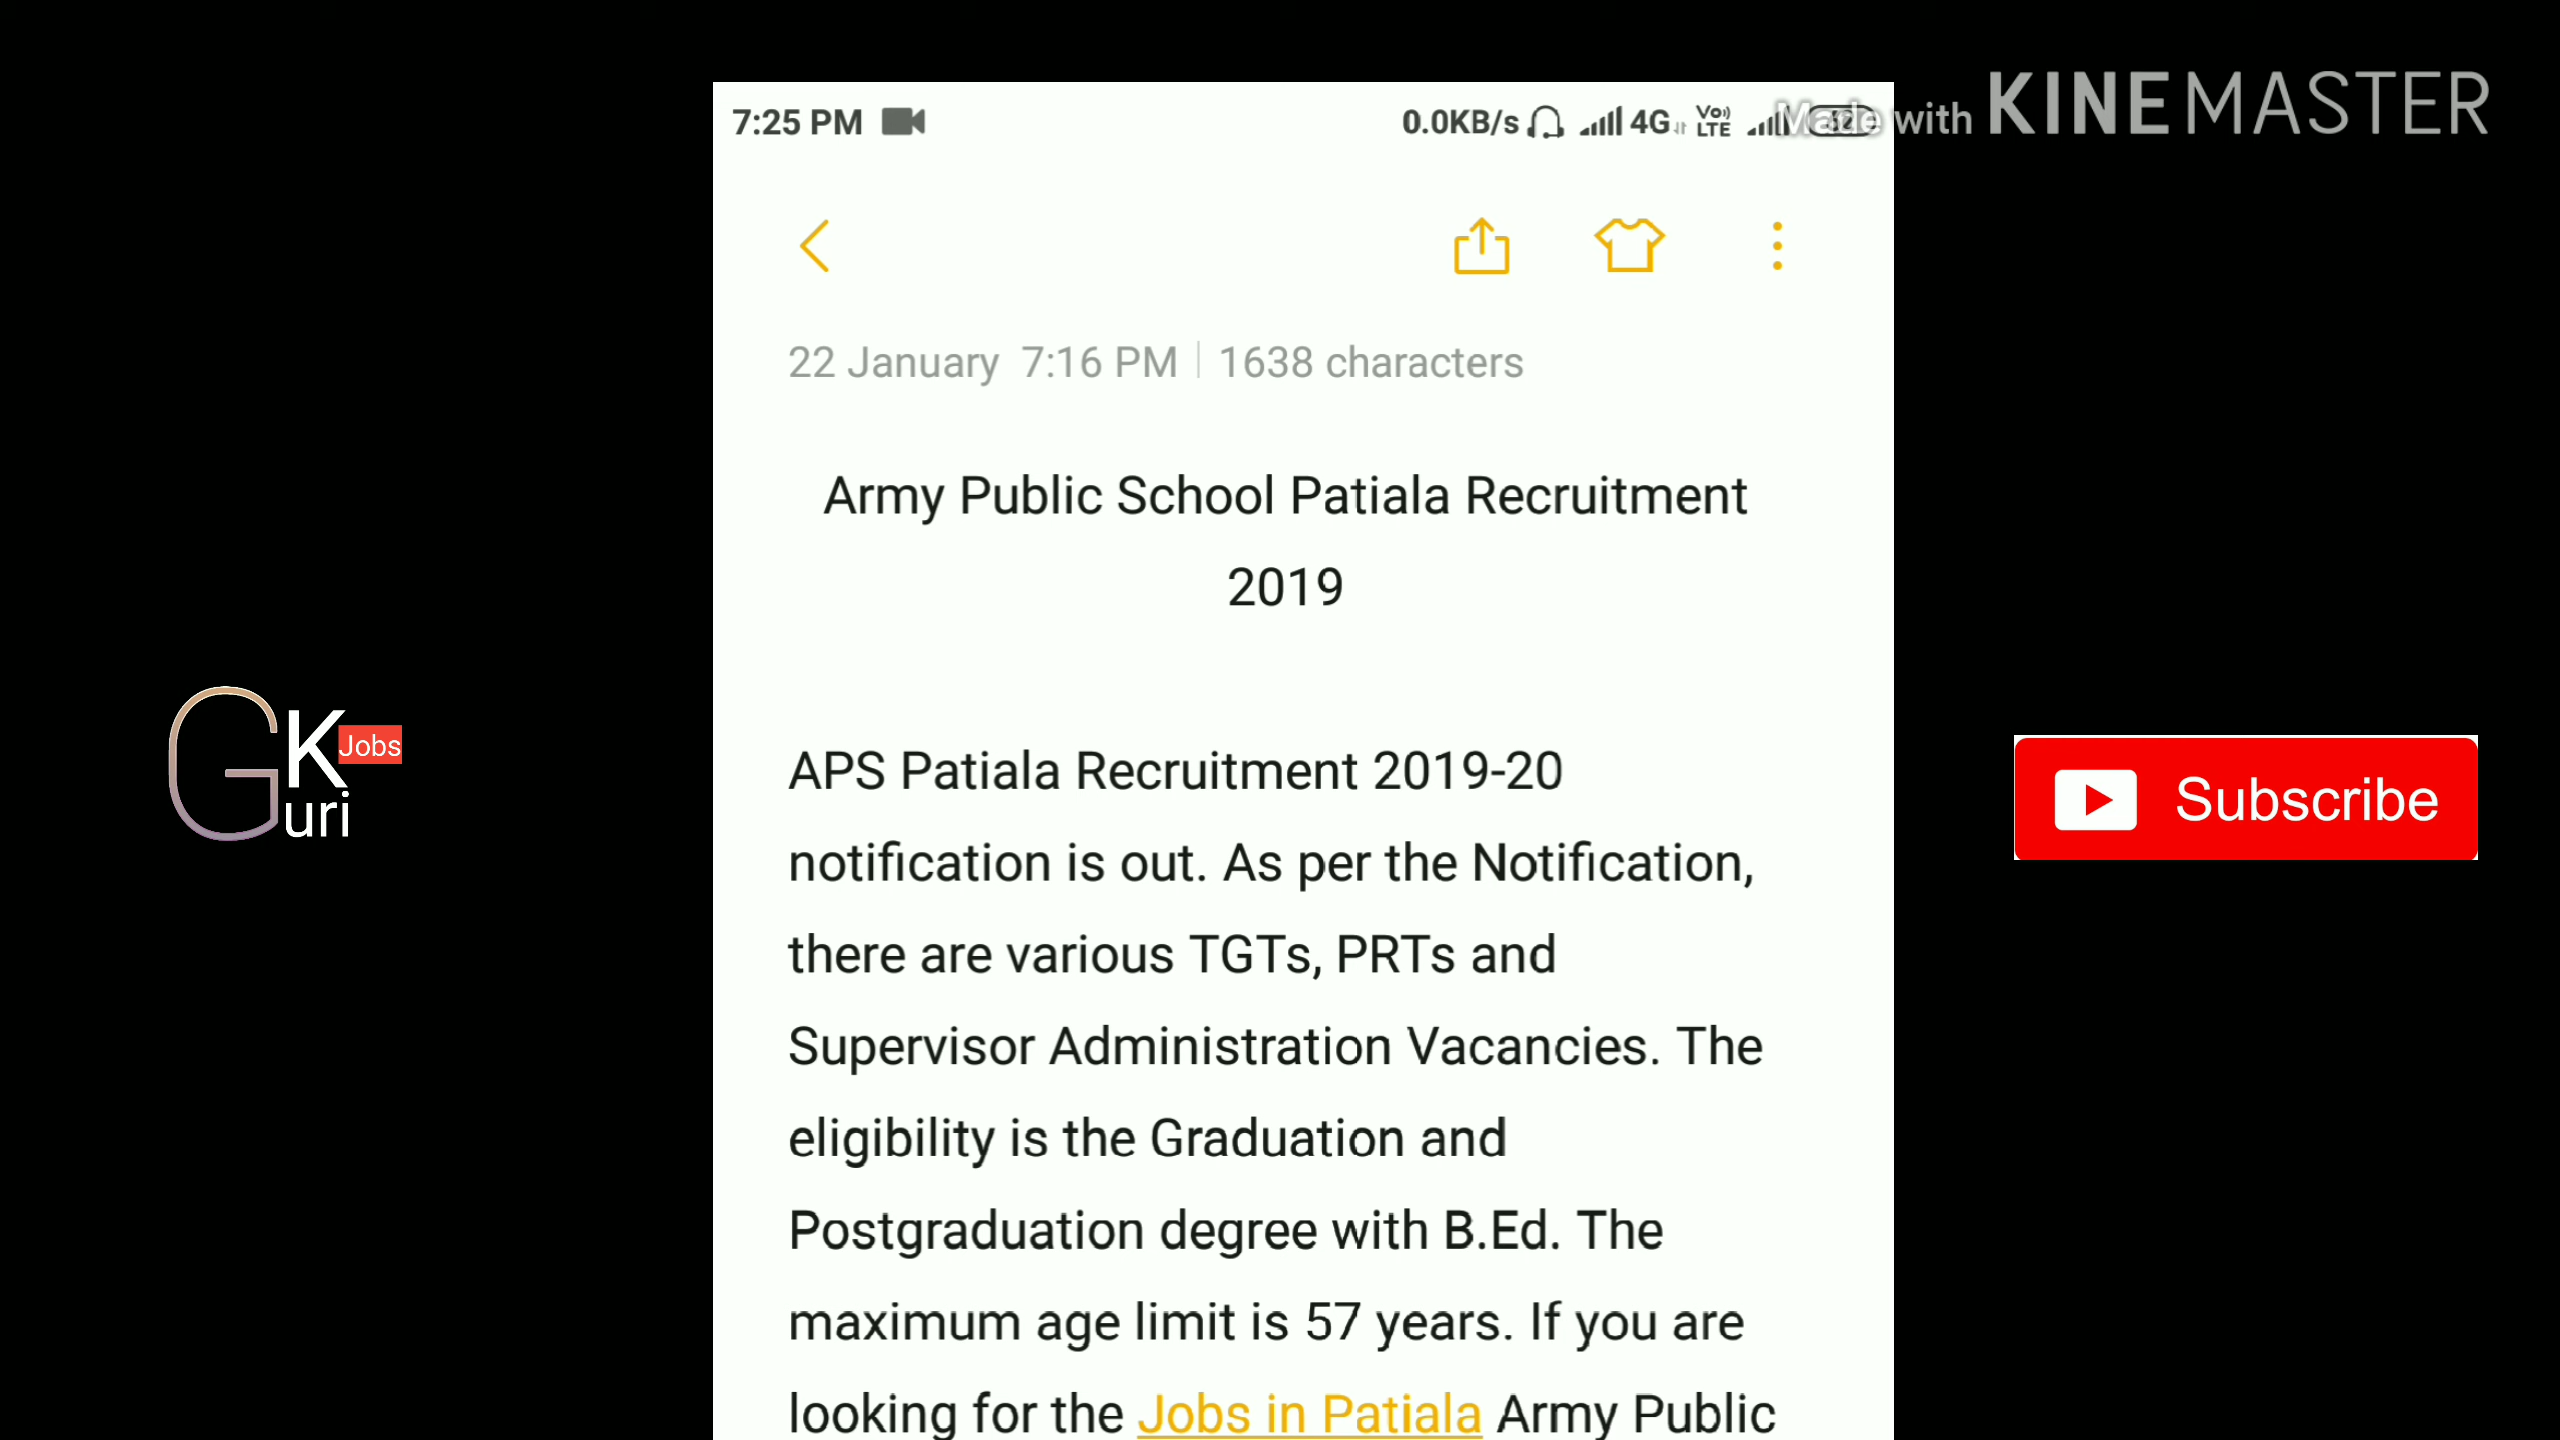 Made with KINEMASTER
7:25 PM 0.0KB/s 4G Vo)) LTE 52
22 January 7:16 PM | 1638 characters
Army Public School Patiala Recruitment
2019
APS Patiala Recruitment 2019-20
notification is out. As per the Notification,
there are various TGTs, PRTs and
Supervisor Administration Vacancies. The
eligibility is the Graduation and
Postgraduation degree with B.Ed. The
maximum age limit is 57 years. If you are
looking for the Jobs in Patiala Army Public
GK Jobs
uri
Subscribe